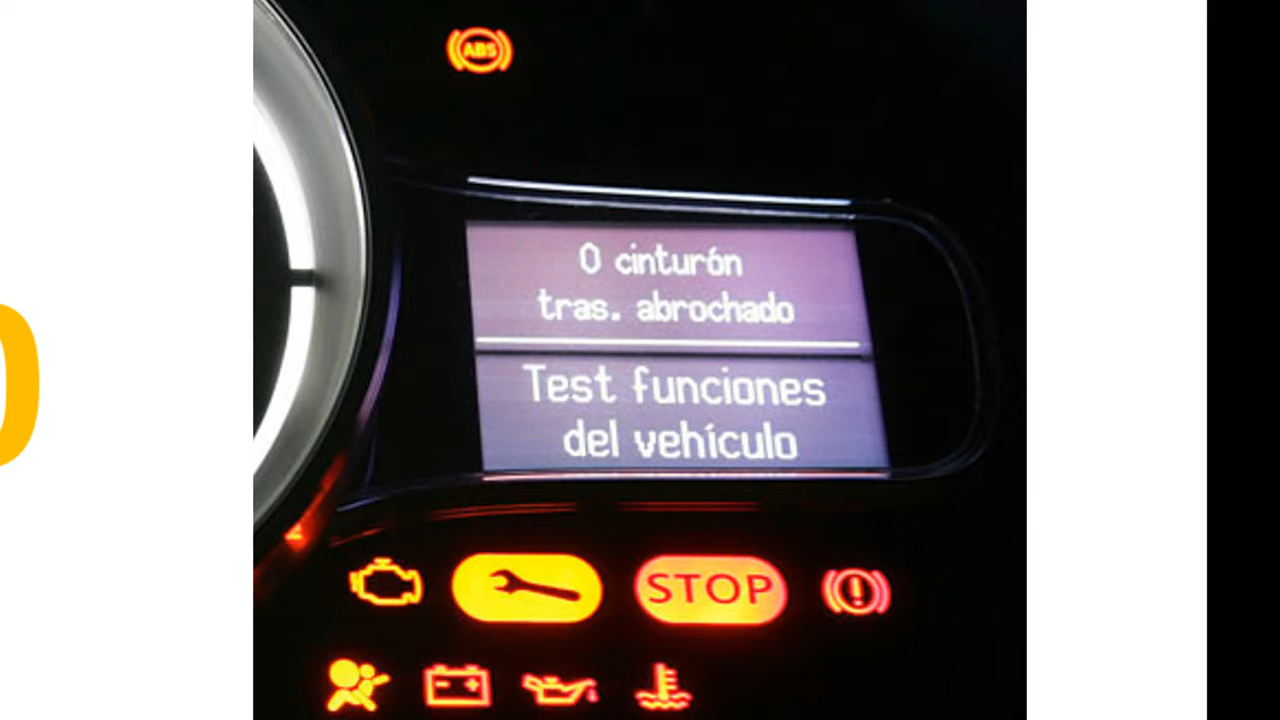 ABS
0 cinturón
tras. abrochado
Test funciones
del vehículo
STOP